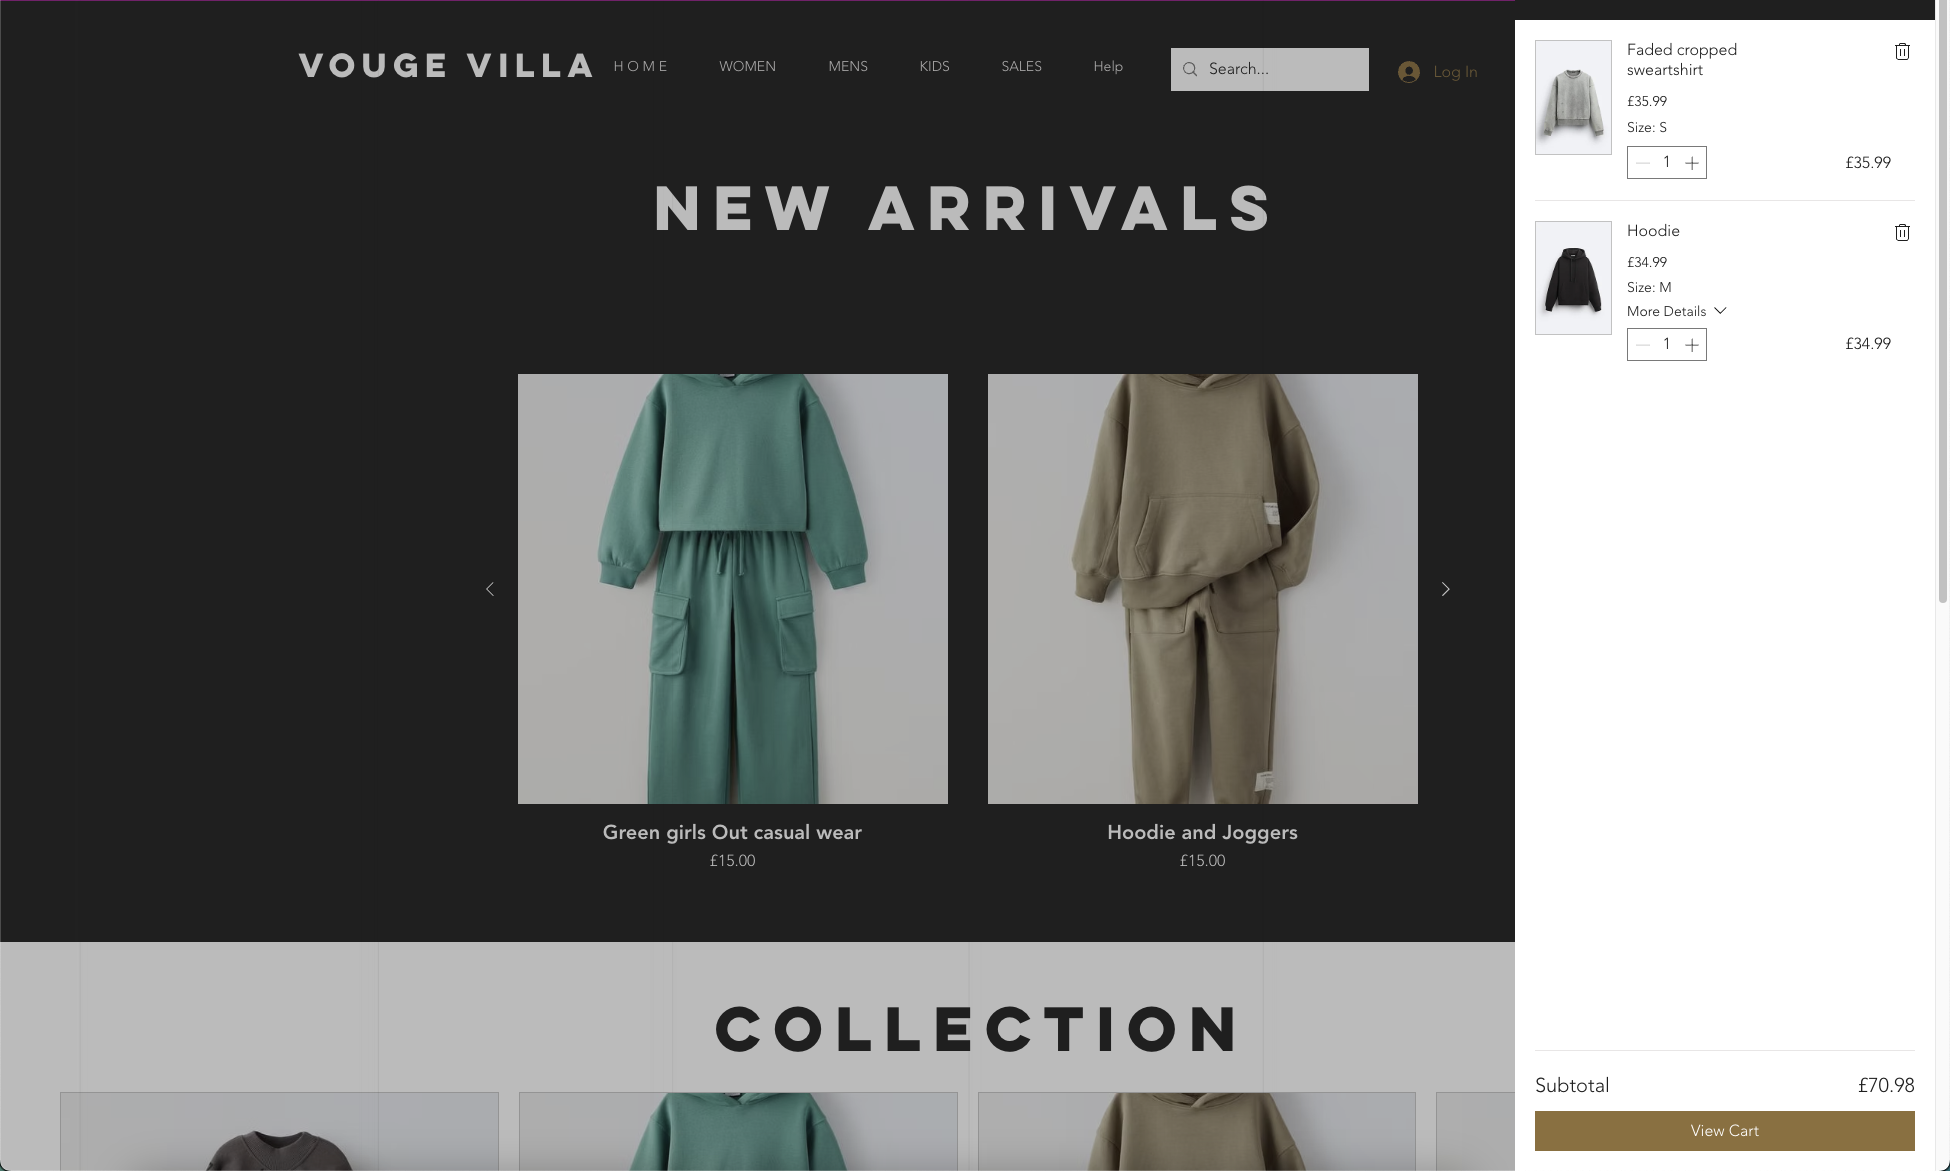 VOUGE VILLA
HOME
WOMEN
MENS
KIDS
SALES
Help
Search...
Log In
NEW ARRIVALS
Green girls Out casual wear
£15.00
Hoodie and Joggers
£15.00
COLLECTION
Faded cropped
sweartshirt
£35.99
Size: S
1
£35.99
Hoodie
£34.99
Size: M
More Details
1
£34.99
Subtotal
£70.98
View Cart